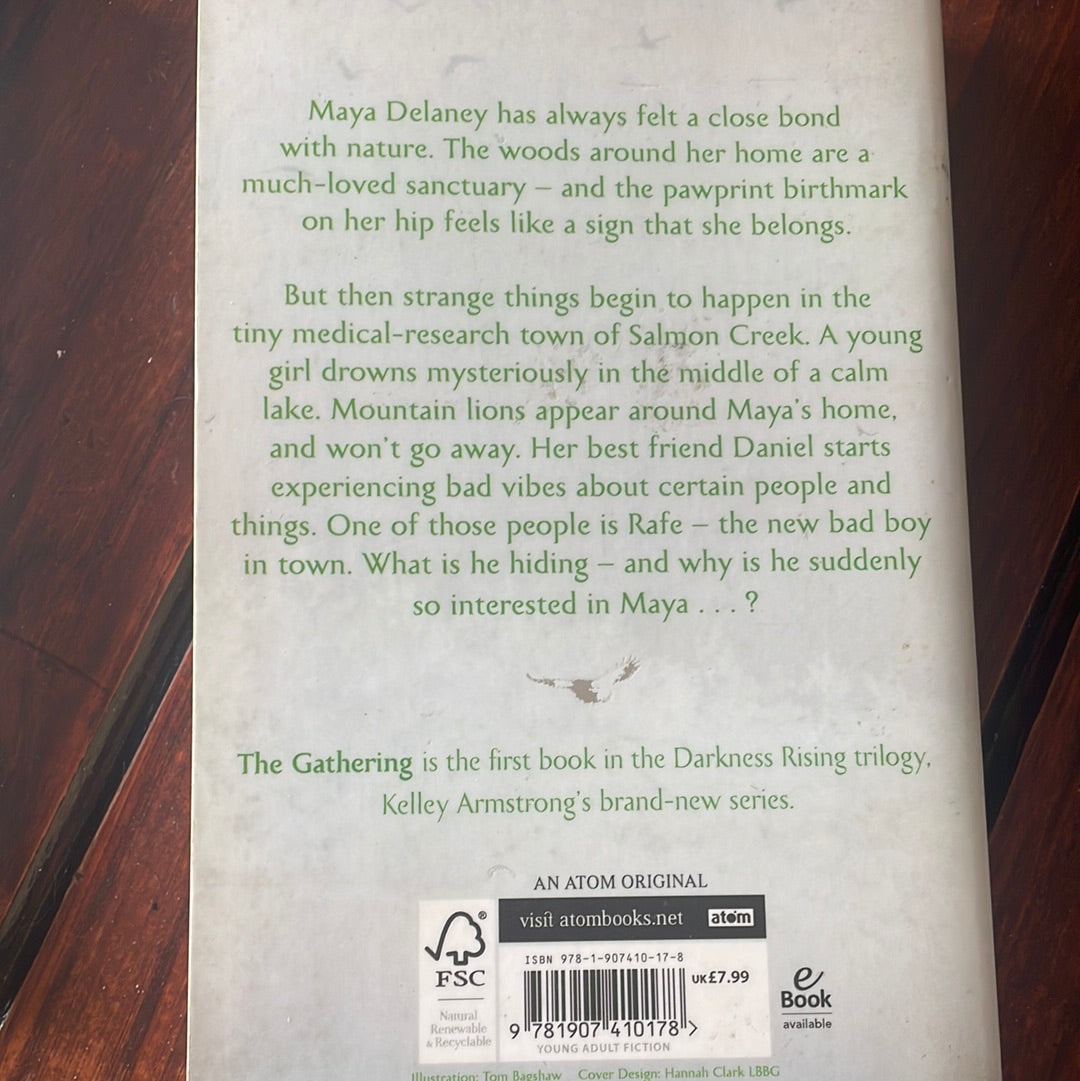 Maya Delaney has always felt a close bond
with nature. The woods around her home are a
much-loved sanctuary – and the pawprint birthmark
on her hip feels like a sign that she belongs.
But then strange things begin to happen in the
tiny medical-research town of Salmon Creek. A young
girl drowns mysteriously in the middle of a calm
lake. Mountain lions appear around Maya's home,
and won't go away. Her best friend Daniel starts
experiencing bad vibes about certain people and
things. One of those people is Rafe – the new bad boy
in town. What is he hiding – and why is he suddenly
so interested in Maya . . . ?
The Gathering is the first book in the Darkness Rising trilogy,
Kelley Armstrong's brand-new series.
AN ATOM ORIGINAL
visit atombooks.net atom
®
FSC
Natural
Renewable
& Recyclable
ISBN 978-1-907410-17-8
UK£7.99
9 781907 410178 >
YOUNG ADULT FICTION
e
Book
available
Illustration: Tom Bagshaw Cover Design: Hannah Clark LBBG